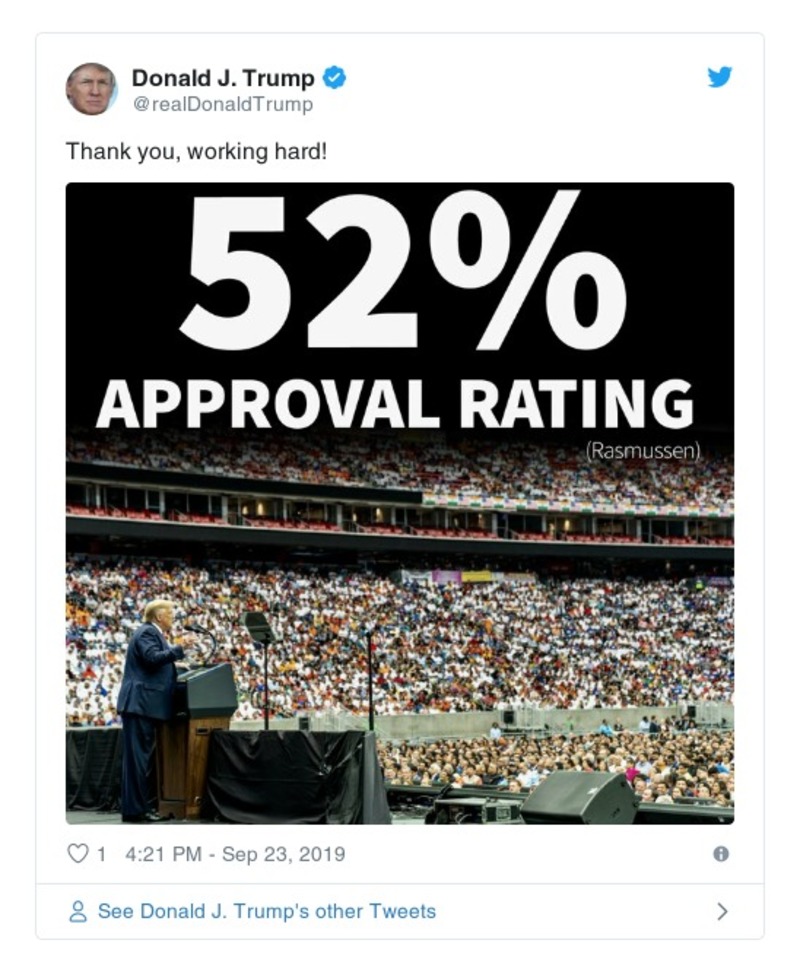 Donald J. Trump
@realDonaldTrump
Thank you, working hard!
52%
APPROVAL RATING
(Rasmussen)
1 4:21 PM - Sep 23, 2019
See Donald J. Trump's other Tweets